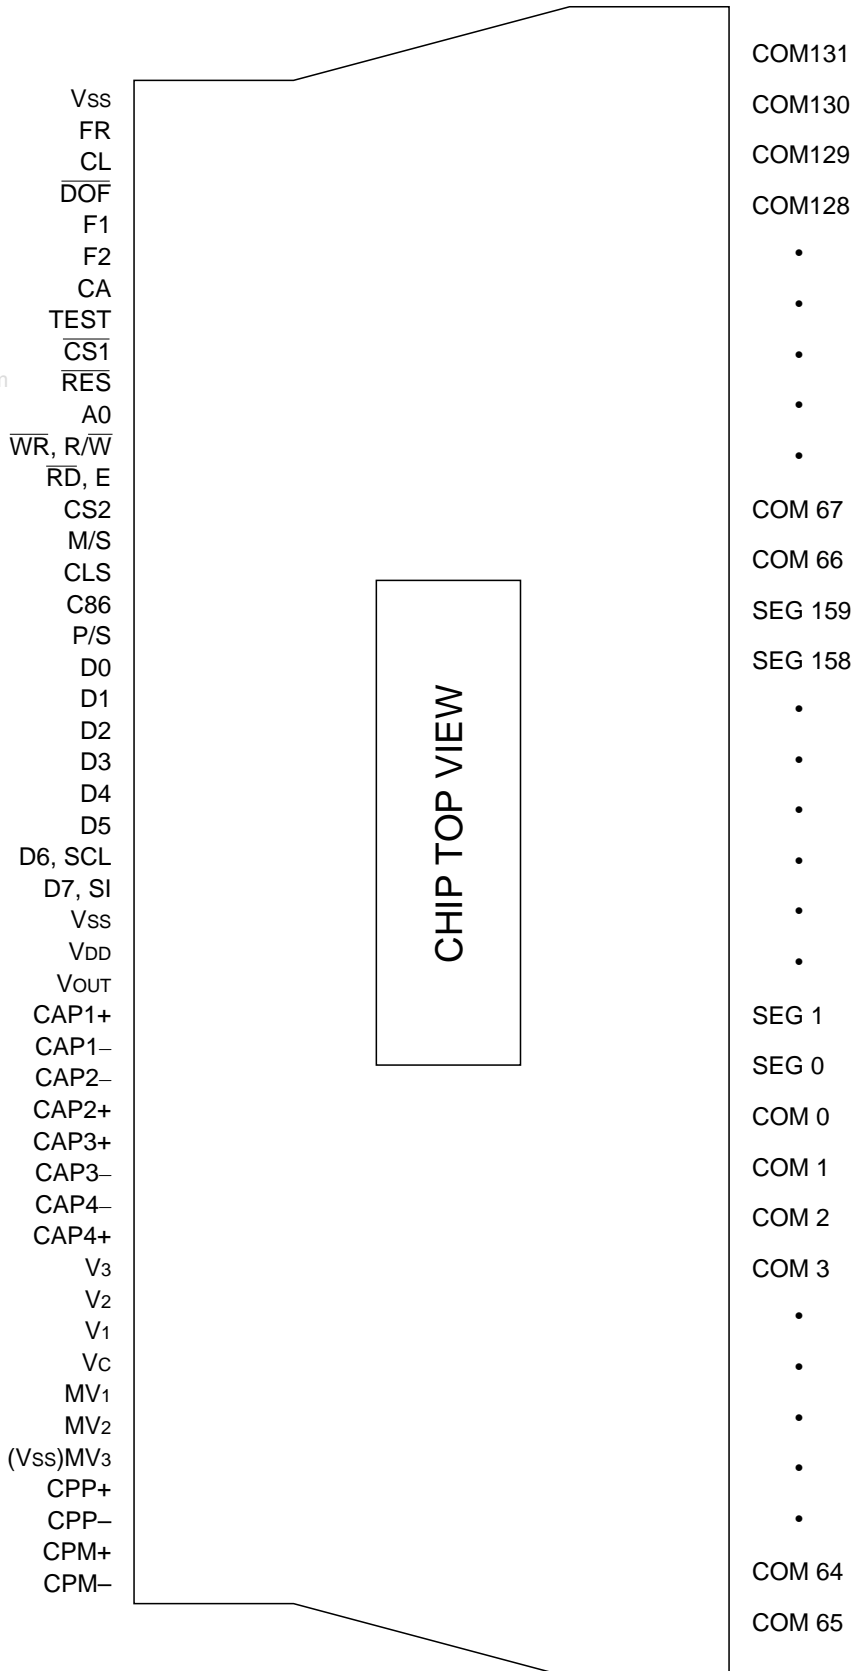 VSS
FR
CL
DOF
F1
F2
CA
TEST
CS1
RES
A0
WR, R/W
RD, E
CS2
M/S
CLS
C86
P/S
D0
D1
D2
D3
D4
D5
D6, SCL
D7, SI
VSS
VDD
VOUT
CAP1+
CAP1–
CAP2–
CAP2+
CAP3+
CAP3–
CAP4–
CAP4+
V3
V2
V1
VC
MV1
MV2
(VSS)MV3
CPP+
CPP–
CPM+
CPM–
CHIP TOP VIEW
COM131
COM130
COM129
COM128
•
•
•
•
•
COM 67
COM 66
SEG 159
SEG 158
•
•
•
•
•
•
SEG 1
SEG 0
COM 0
COM 1
COM 2
COM 3
•
•
•
•
•
COM 64
COM 65